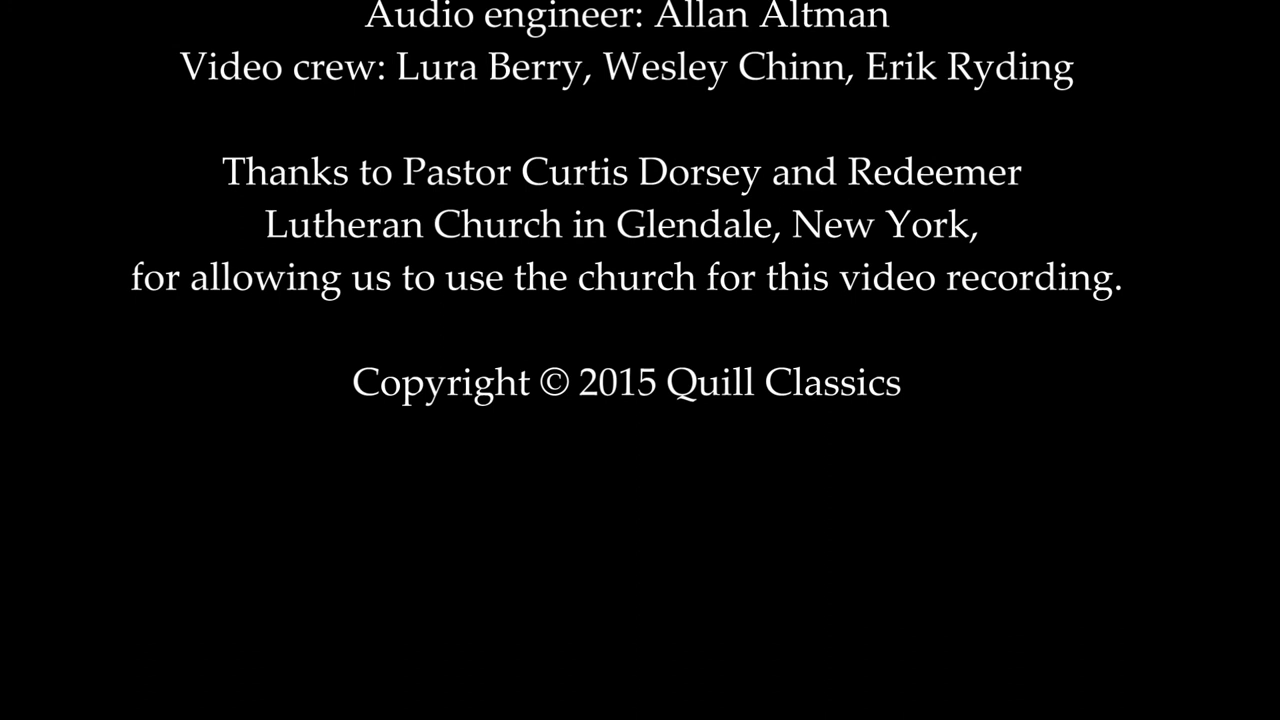 Audio engineer: Allan Altman
Video crew: Lura Berry, Wesley Chinn, Erik Ryding
Thanks to Pastor Curtis Dorsey and Redeemer
Lutheran Church in Glendale, New York,
for allowing us to use the church for this video recording.
Copyright © 2015 Quill Classics